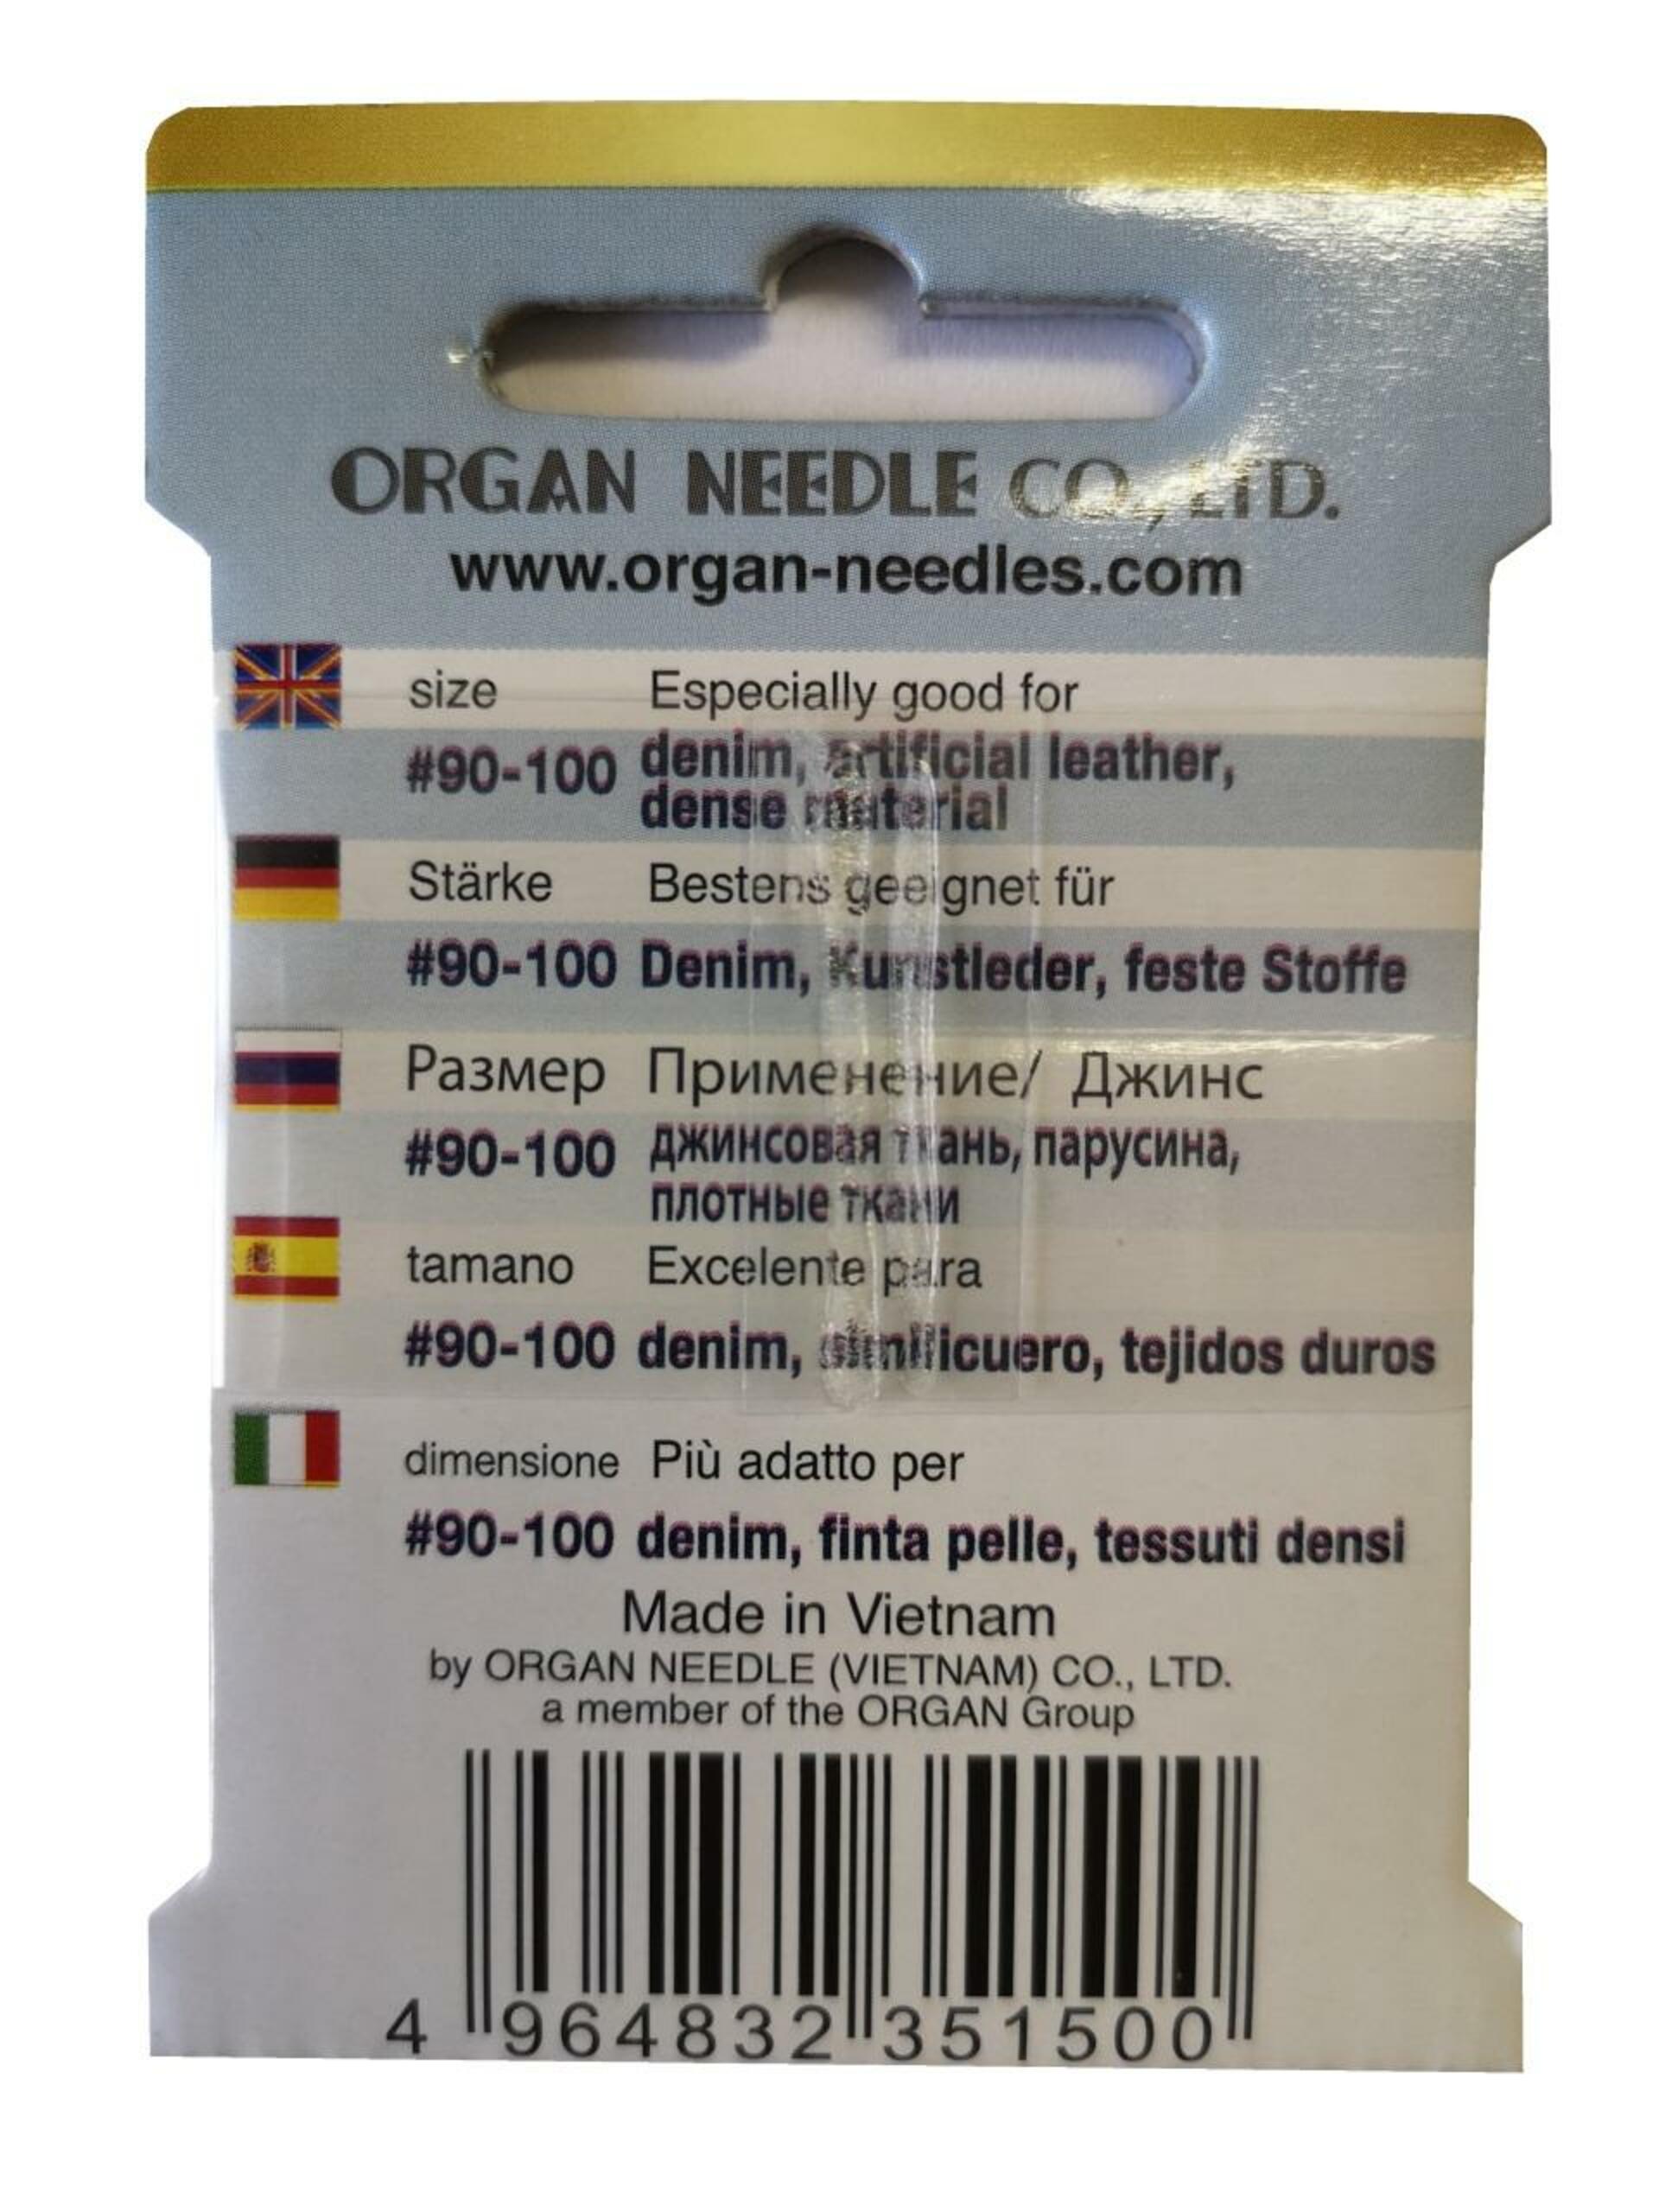 ORGAN NEEDLE CO., LTD.
www.organ-needles.com
size Especially good for
#90-100 denim, artificial leather,
dense material
Stärke Bestens geeignet für
#90-100 Denim, Kunstleder, feste Stoffe
Размер Применение/ Джинс
#90-100 джинсовая ткань, парусина,
плотные ткани
tamano Excelente para
#90-100 denim, similicuero, tejidos duros
dimensione Più adatto per
#90-100 denim, finta pelle, tessuti densi
Made in Vietnam
by ORGAN NEEDLE (VIETNAM) CO., LTD.
a member of the ORGAN Group
4 964832 351500